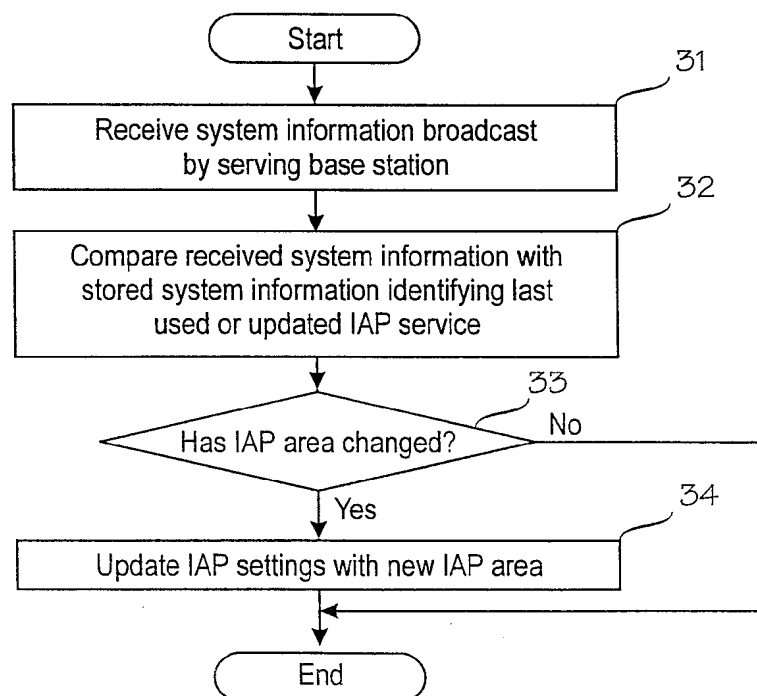 Start
31
Receive system information broadcast
by serving base station
32
Compare received system information with
stored system information identifying last
used or updated IAP service
33
Has IAP area changed?
No
Yes
34
Update IAP settings with new IAP area
End